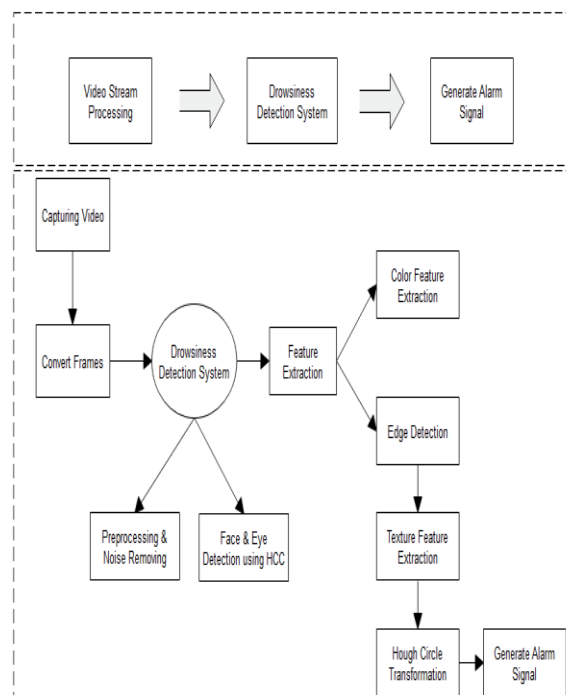 Video Stream
Processing
Drowsiness
Detection System
Generate Alarm
Signal
Capturing Video
Convert Frames
Drowsiness
Detection System
Feature
Extraction
Color Feature
Extraction
Edge Detection
Preprocessing &
Noise Removing
Face & Eye
Detection using HCC
Texture Feature
Extraction
Hough Circle
Transformation
Generate Alarm
Signal